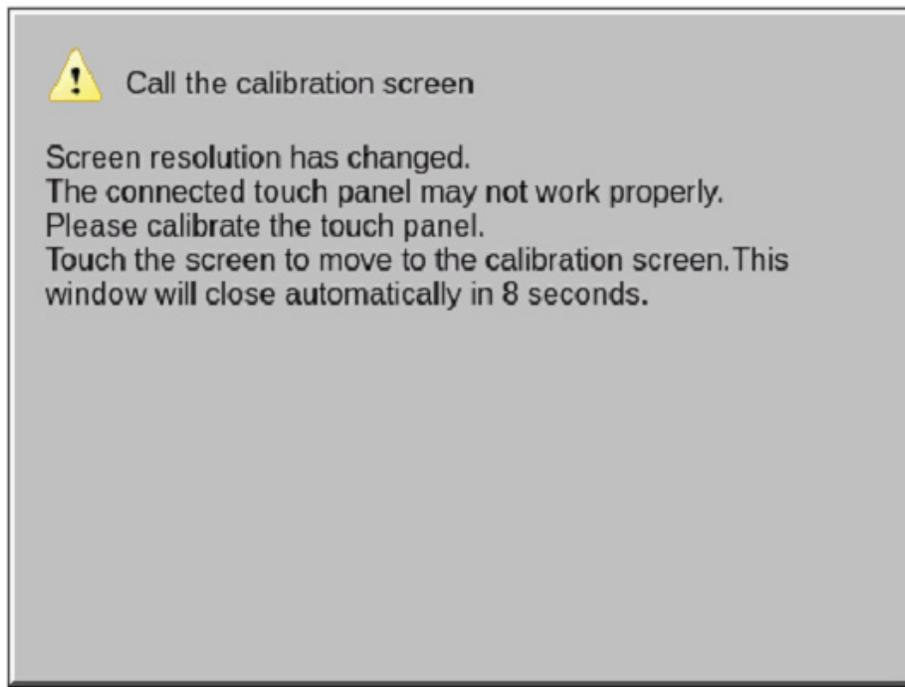 Call the calibration screen
Screen resolution has changed.
The connected touch panel may not work properly.
Please calibrate the touch panel.
Touch the screen to move to the calibration screen.This
window will close automatically in 8 seconds.